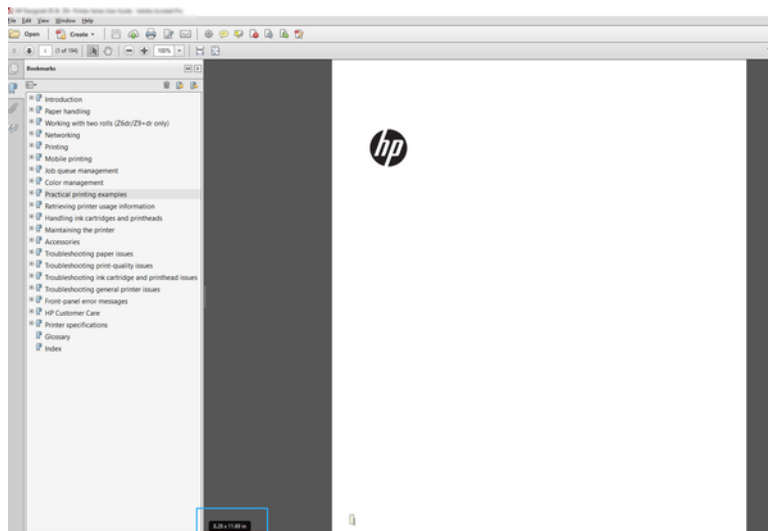 File Edit View Window Help
Open Create
1 (1 of 194) 100%
Bookmarks
Introduction
Paper handling
Working with two rolls (Z6dr/Z9+dr only)
Networking
Printing
Mobile printing
Job queue management
Color management
Practical printing examples
Retrieving printer usage information
Handling ink cartridges and printheads
Maintaining the printer
Accessories
Troubleshooting paper issues
Troubleshooting print-quality issues
Troubleshooting ink cartridge and printhead issues
Troubleshooting general printer issues
Front-panel error messages
HP Customer Care
Printer specifications
Glossary
Index
hp
8.26 x 11.69 in